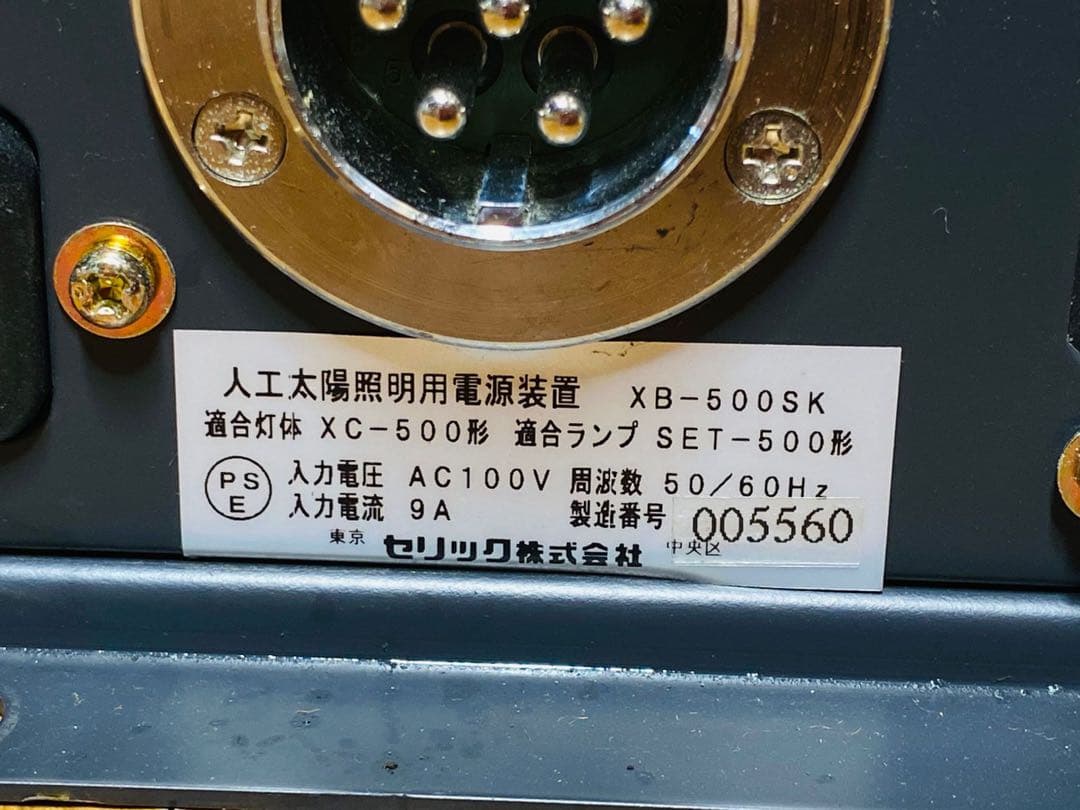 人工太陽照明用電源装置 XB-500SK
適合灯体 XC-500形 適合ランプ SET-500形
PSE 入力電圧 AC100V 周波数 50/60Hz
入力電流 9A 製造番号 005560
東京 セリック株式会社 中央区